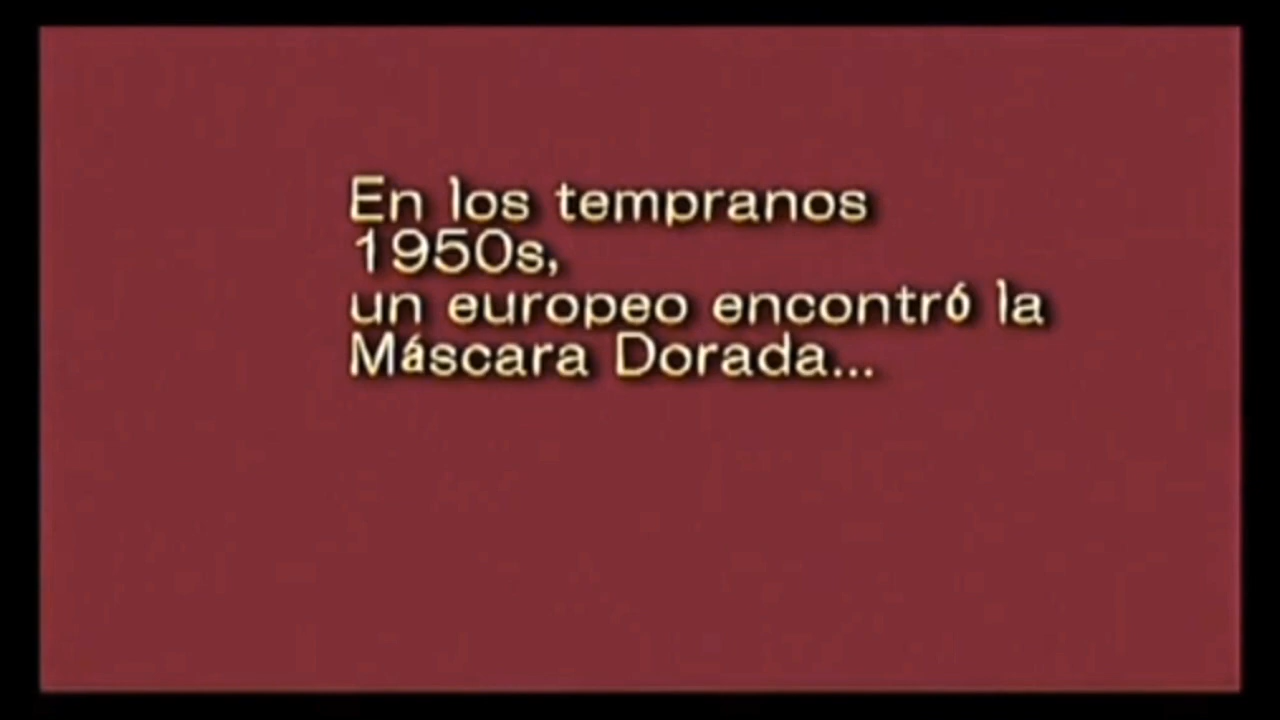 En los tempranos
1950s,
un europeo encontró la
Máscara Dorada...